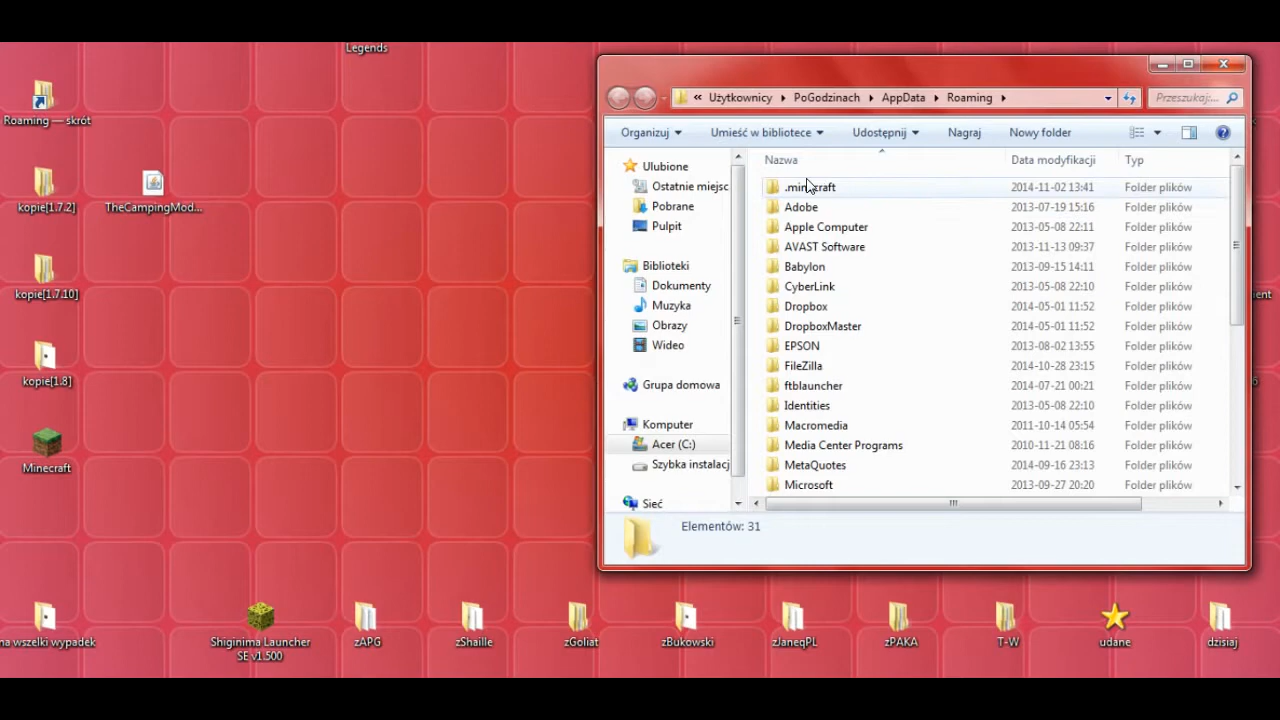 Legends
Roaming — skrót
kopie[1.7.2]
TheCampingMod...
kopie[1.7.10]
kopie[1.8]
Minecraft
« Użytkownicy PoGodzinach AppData Roaming
Przeszukaj:...
Organizuj Umieść w bibliotece Udostępnij Nagraj Nowy folder
Ulubione
Ostatnie miejsc
Pobrane
Pulpit
Biblioteki
Dokumenty
Muzyka
Obrazy
Wideo
Grupa domowa
Komputer
Acer (C:)
Szybka instalacj
Sieć
Nazwa Data modyfikacji Typ
.minecraft 2014-11-02 13:41 Folder plików
Adobe 2013-07-19 15:16 Folder plików
Apple Computer 2013-05-08 22:11 Folder plików
AVAST Software 2013-11-13 09:37 Folder plików
Babylon 2013-09-15 14:11 Folder plików
CyberLink 2013-05-08 22:10 Folder plików
Dropbox 2014-05-01 11:52 Folder plików
DropboxMaster 2014-05-01 11:52 Folder plików
EPSON 2013-08-02 13:55 Folder plików
FileZilla 2014-10-28 23:15 Folder plików
ftblauncher 2014-07-21 00:21 Folder plików
Identities 2013-05-08 22:10 Folder plików
Macromedia 2011-10-14 05:54 Folder plików
Media Center Programs 2010-11-21 08:16 Folder plików
MetaQuotes 2014-09-16 23:13 Folder plików
Microsoft 2013-09-27 20:20 Folder plików
Elementów: 31
na wszelki wypadek
Shiginima Launcher
SE v1.500
zAPG
zShaille
zGoliat
zBukowski
zJaneqPL
zPAKA
T-W
udane
dzisiaj